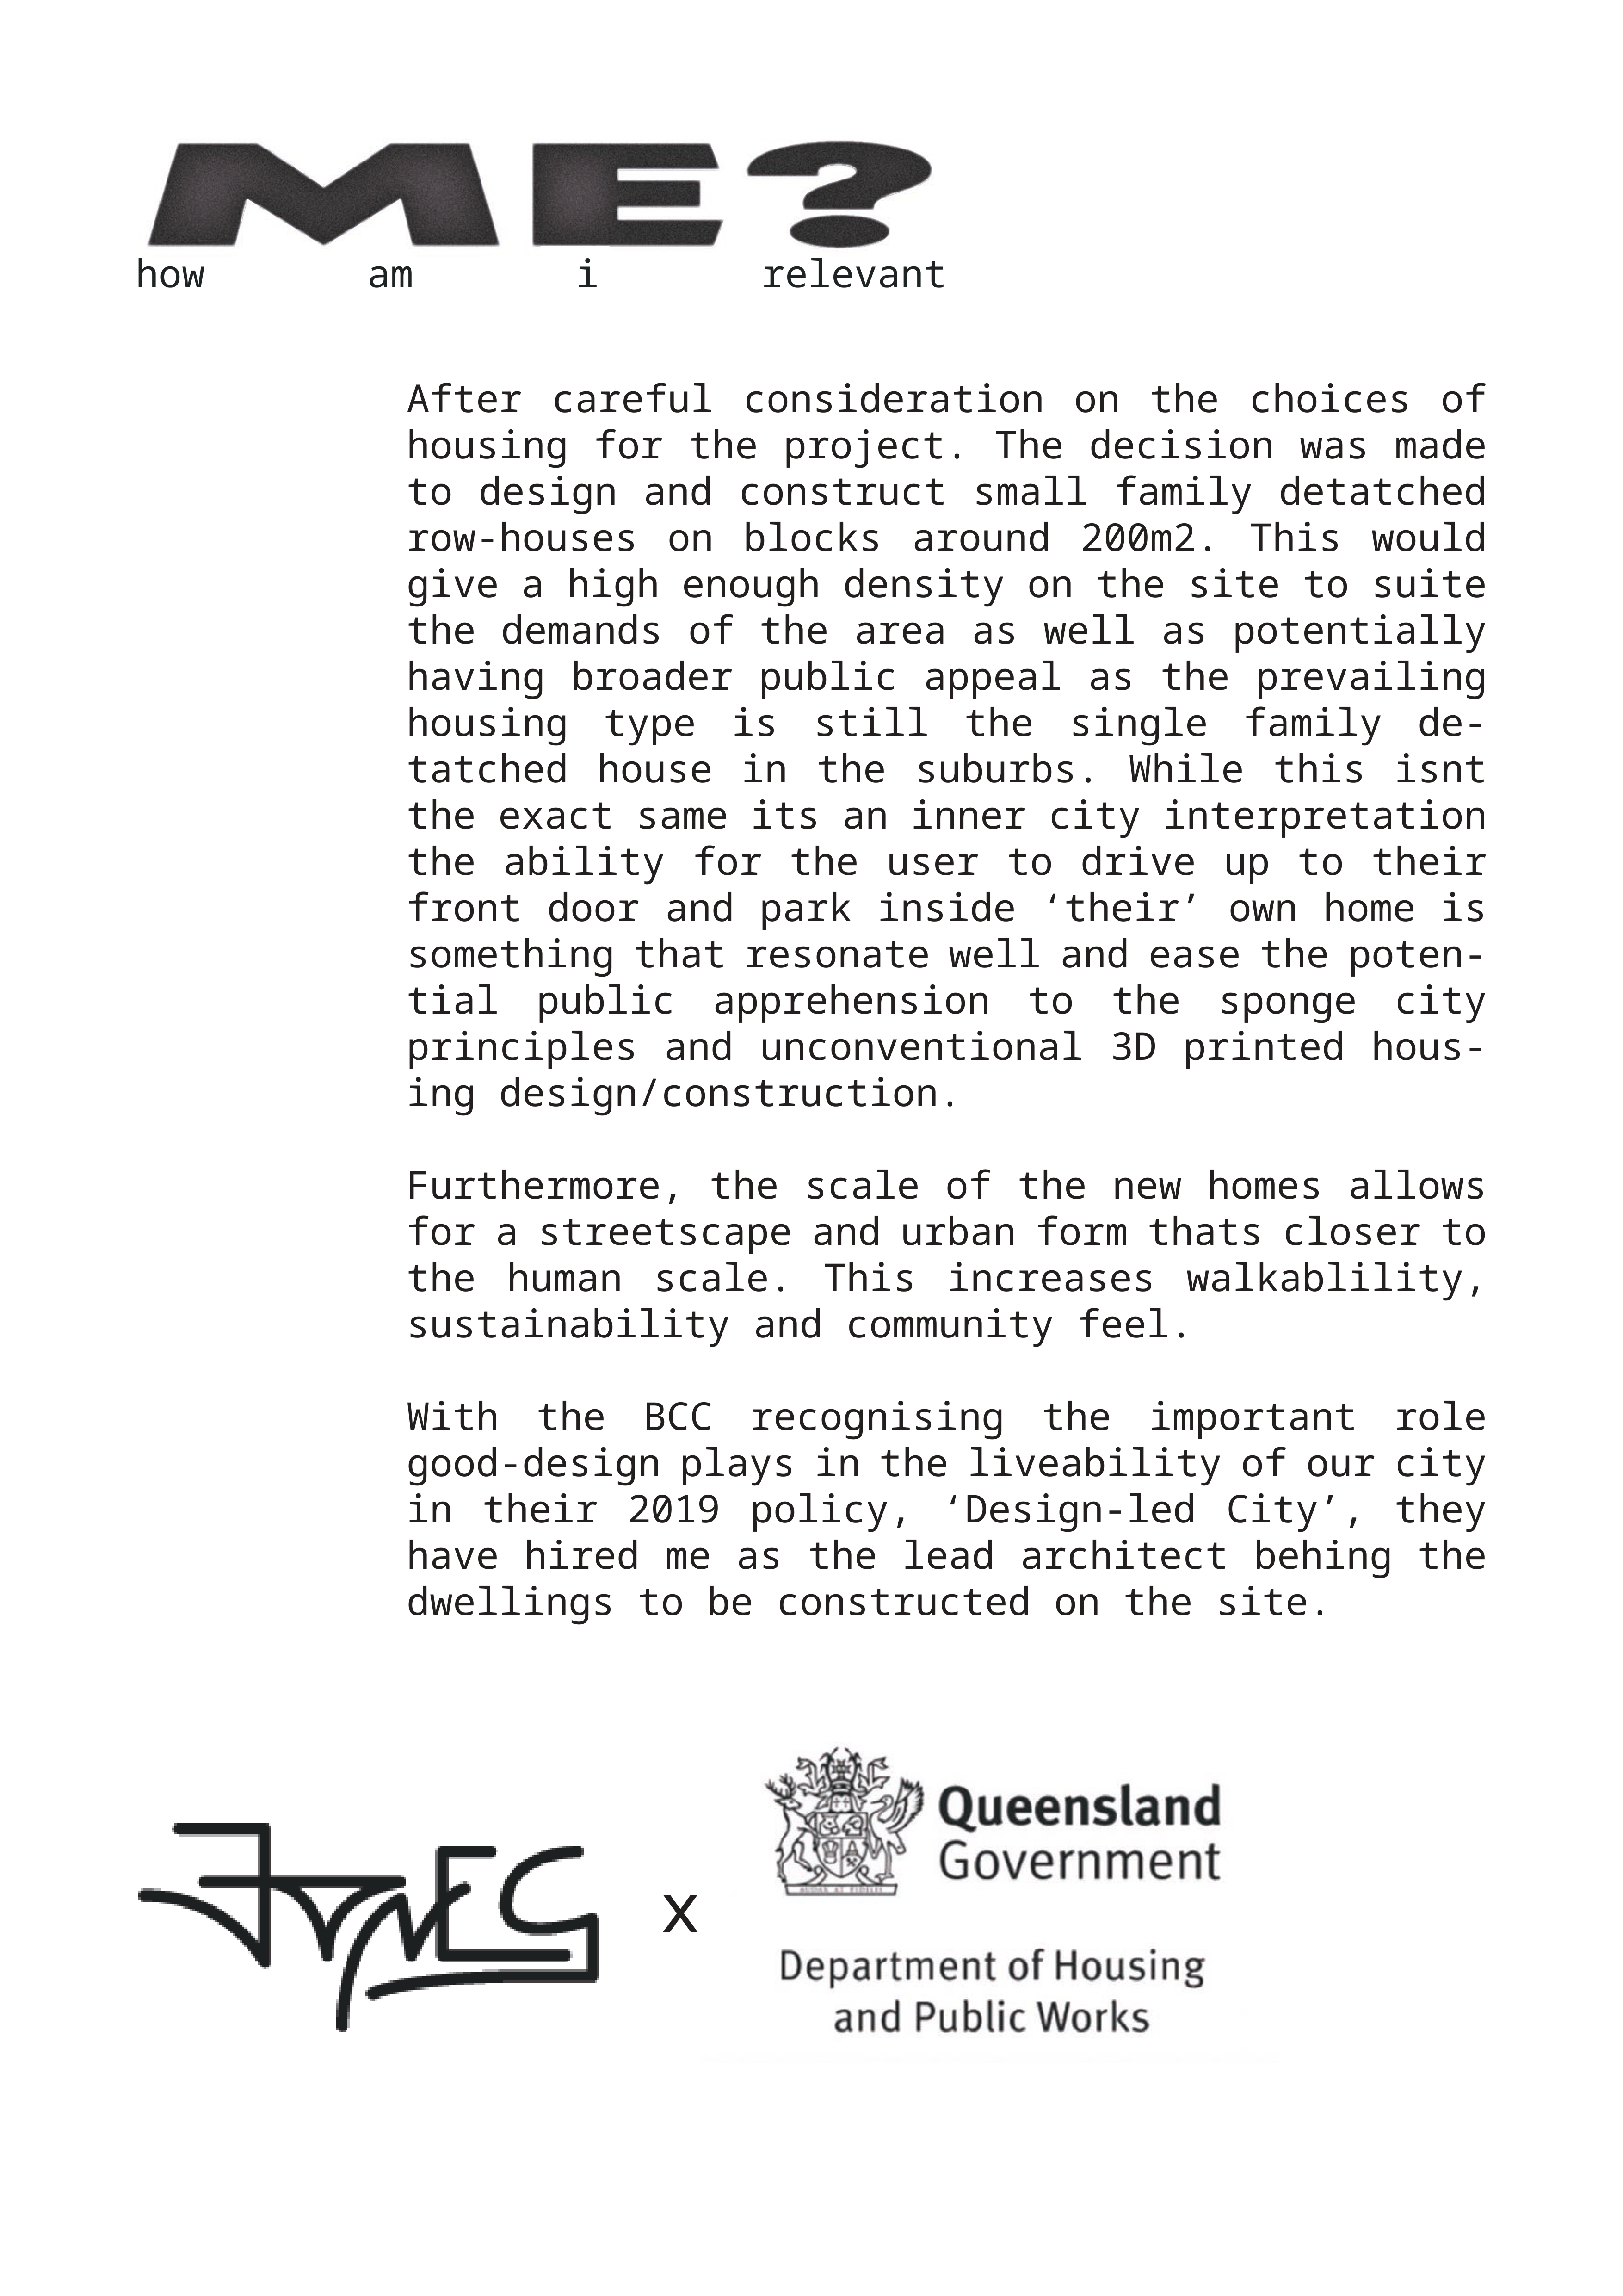 ME?
how am i relevant
After careful consideration on the choices of
housing for the project. The decision was made
to design and construct small family detatched
row-houses on blocks around 200m2. This would
give a high enough density on the site to suite
the demands of the area as well as potentially
having broader public appeal as the prevailing
housing type is still the single family de-
tatched house in the suburbs. While this isnt
the exact same its an inner city interpretation
the ability for the user to drive up to their
front door and park inside ‘their’ own home is
something that resonate well and ease the poten-
tial public apprehension to the sponge city
principles and unconventional 3D printed hous-
ing design/construction.
Furthermore, the scale of the new homes allows
for a streetscape and urban form thats closer to
the human scale. This increases walkablility,
sustainability and community feel.
With the BCC recognising the important role
good-design plays in the liveability of our city
in their 2019 policy, ‘Design-led City’, they
have hired me as the lead architect behing the
dwellings to be constructed on the site.
x
Queensland
Government
AUDAX AT FIDELIS
Department of Housing
and Public Works